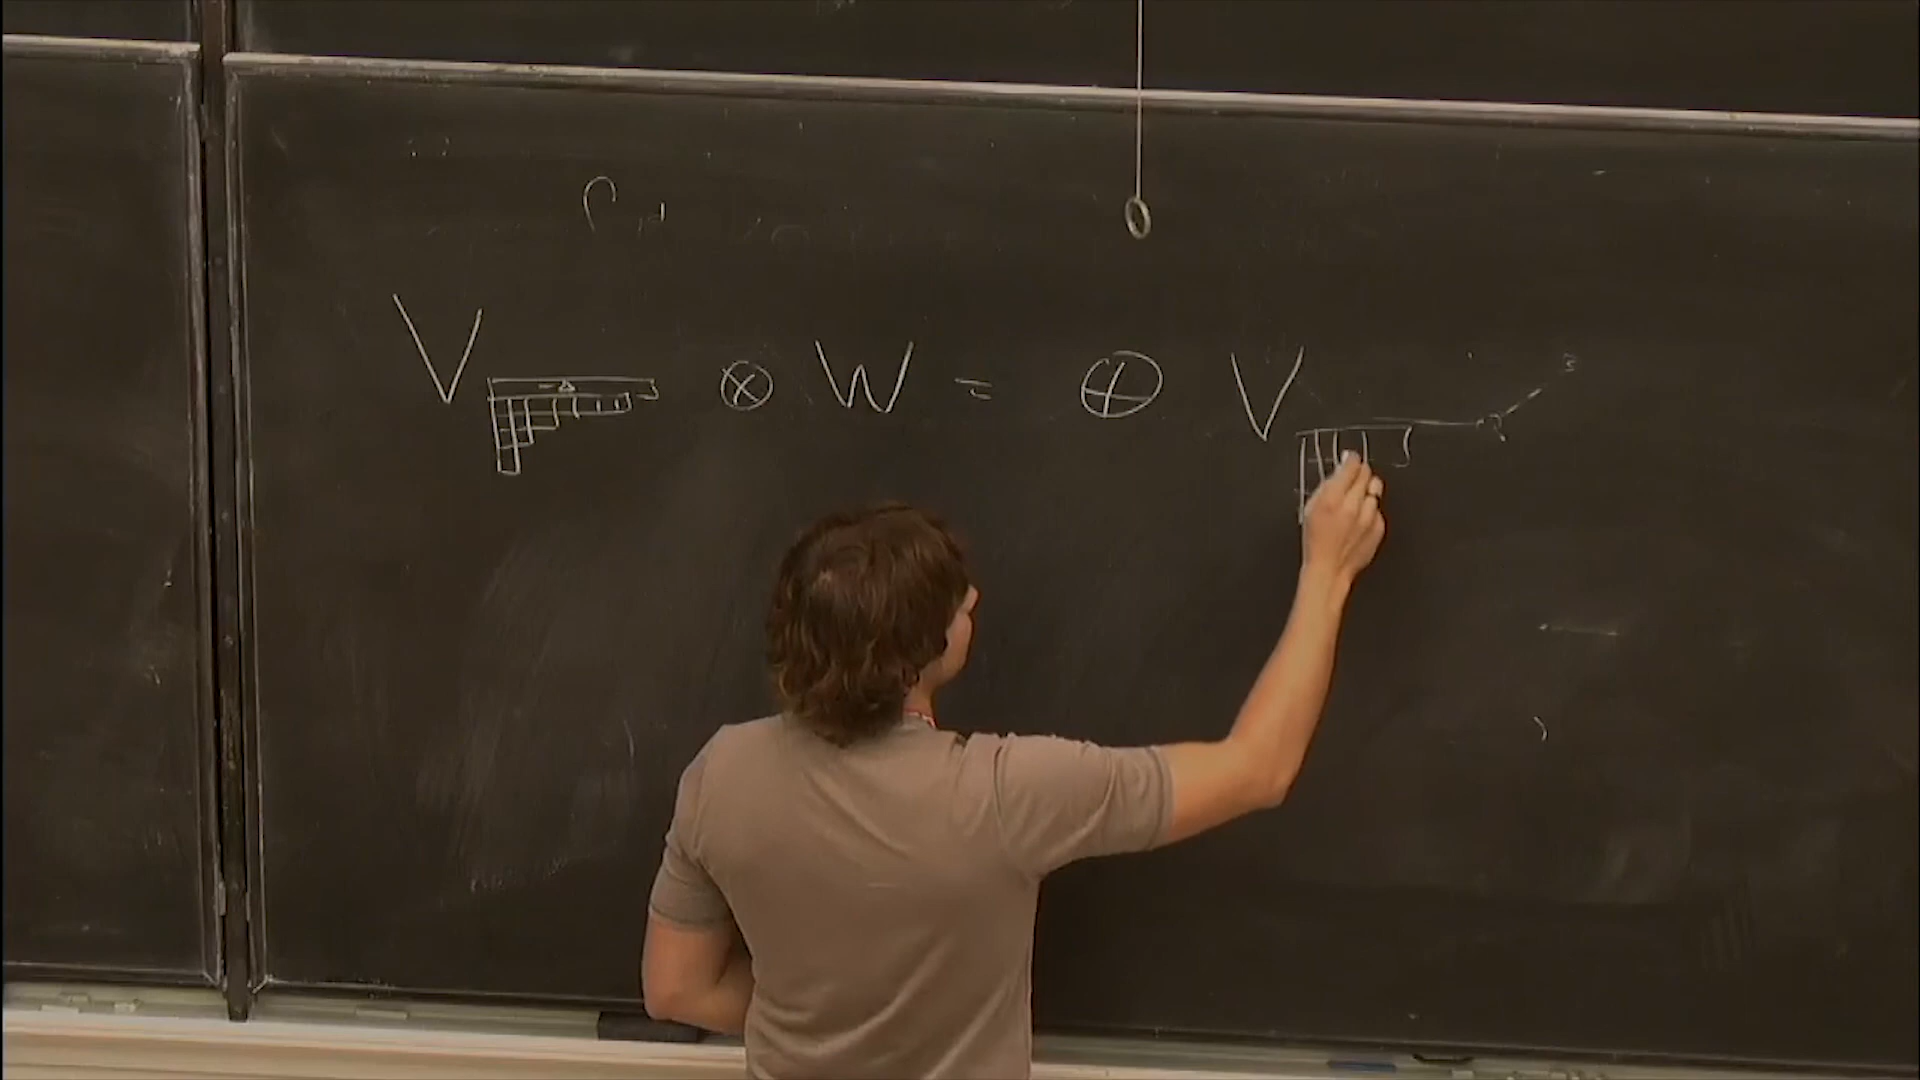 V ⊗ W = ⊕ V